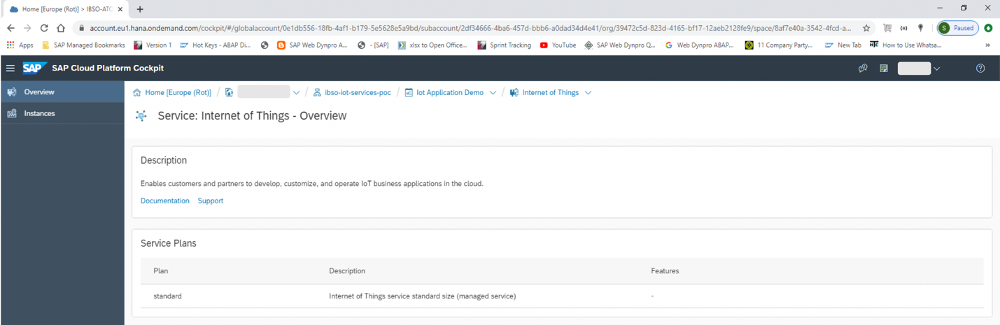 Home [Europe (Rot)] > IBSO-ATC
account.eu1.hana.ondemand.com/cockpit/#/globalaccount/0e1db556-18fb-4af1-b179-5e5628e5a9bd/subaccount/2df34666-4ba6-457d-bbb6-a0dad34d4e41/org/39472c5d-823d-4165-bf17-12aeb2128fe9/space/8af7e40a-3542-4fcd-a...
S Paused
Apps SAP Managed Bookmarks Version 1 Hot Keys - ABAP Di... SAP Web Dynpro A... - [SAP] xlsx to Open Office... Sprint Tracking YouTube SAP Web Dynpro Q... Web Dynpro ABAP... 11 Company Party... New Tab How to Use Whatsa... »
SAP SAP Cloud Platform Cockpit
Overview
Home [Europe (Rot)] / / ibso-iot-services-poc / Iot Application Demo / Internet of Things
Instances
Service: Internet of Things - Overview
Description
Enables customers and partners to develop, customize, and operate IoT business applications in the cloud.
Documentation Support
Service Plans
Plan Description Features
standard Internet of Things service standard size (managed service) -